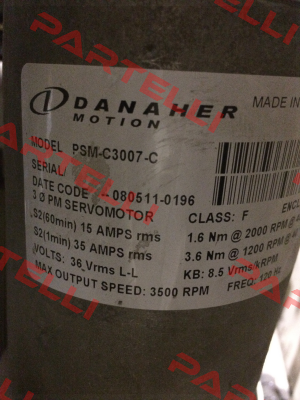 DANAHER
MOTION
MADE IN
MODEL PSM-C3007-C
SERIAL
DATE CODE L 080511-0196
3 Ø PM SERVOMOTOR
CLASS: F
S2(60min) 15 AMPS rms
1.6 Nm @ 2000 RPM @
S2(1min) 35 AMPS rms
3.6 Nm @ 1200 RPM @
VOLTS: 36 Vrms L-L
KB: 8.5 Vrms/kRPM
MAX OUTPUT SPEED: 3500 RPM
FREQ: 120 Hz
PARTELLI
PARTELLI
PARTELLI
PARTELLI